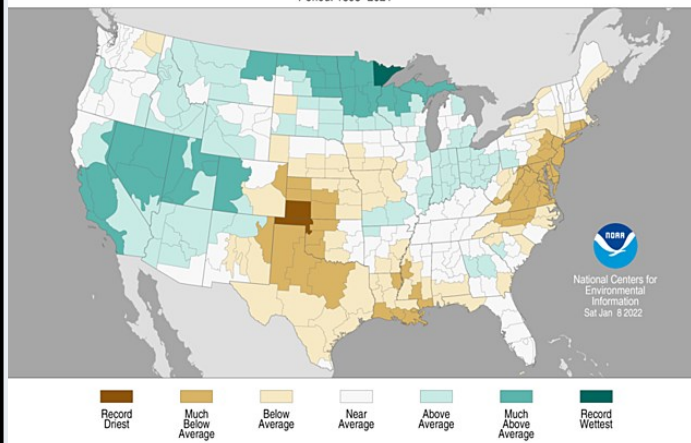 NOAA
National Centers for
Environmental
Information
Sat Jan 8 2022
Record
Driest
Much
Below
Average
Below
Average
Near
Average
Above
Average
Much
Above
Average
Record
Wettest